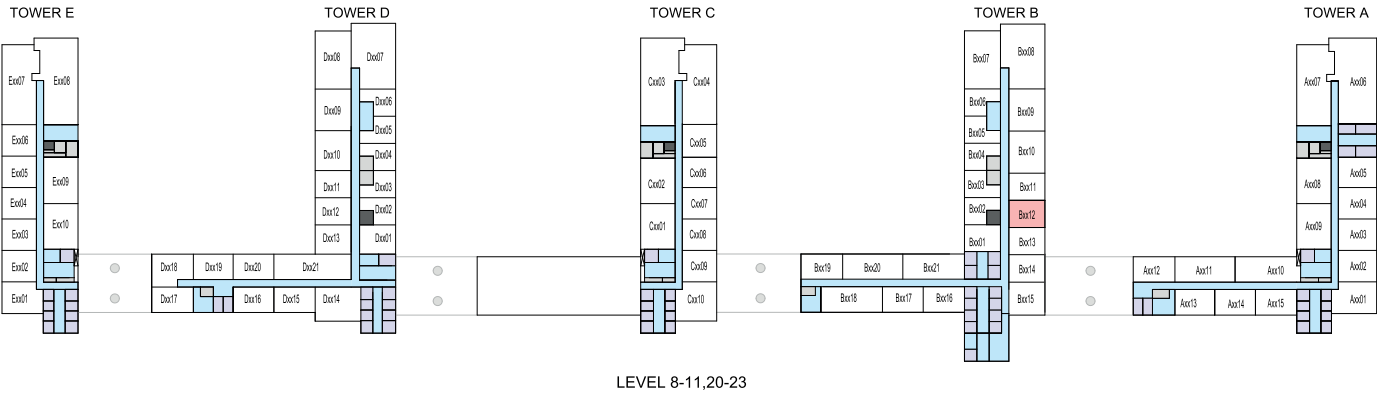 TOWER E
TOWER D
TOWER C
TOWER B
TOWER A
Exx07
Exx08
Exx06
Exx05
Exx09
Exx04
Exx10
Exx03
Exx02
Exx01
Dxx08
Dxx07
Dxx09
Dxx06
Dxx05
Dxx10
Dxx04
Dxx11
Dxx03
Dxx12
Dxx02
Dxx13
Dxx01
Dxx18
Dxx19
Dxx20
Dxx21
Dxx17
Dxx16
Dxx15
Dxx14
Cxx03
Cxx04
Cxx05
Cxx02
Cxx06
Cxx07
Cxx01
Cxx08
Cxx09
Cxx10
Bxx07
Bxx08
Bxx06
Bxx09
Bxx05
Bxx04
Bxx10
Bxx03
Bxx11
Bxx02
Bxx12
Bxx01
Bxx13
Bxx19
Bxx20
Bxx21
Bxx14
Bxx18
Bxx17
Bxx16
Bxx15
Axx07
Axx06
Axx08
Axx05
Axx04
Axx09
Axx03
Axx12
Axx11
Axx10
Axx02
Axx13
Axx14
Axx15
Axx01
LEVEL 8-11,20-23